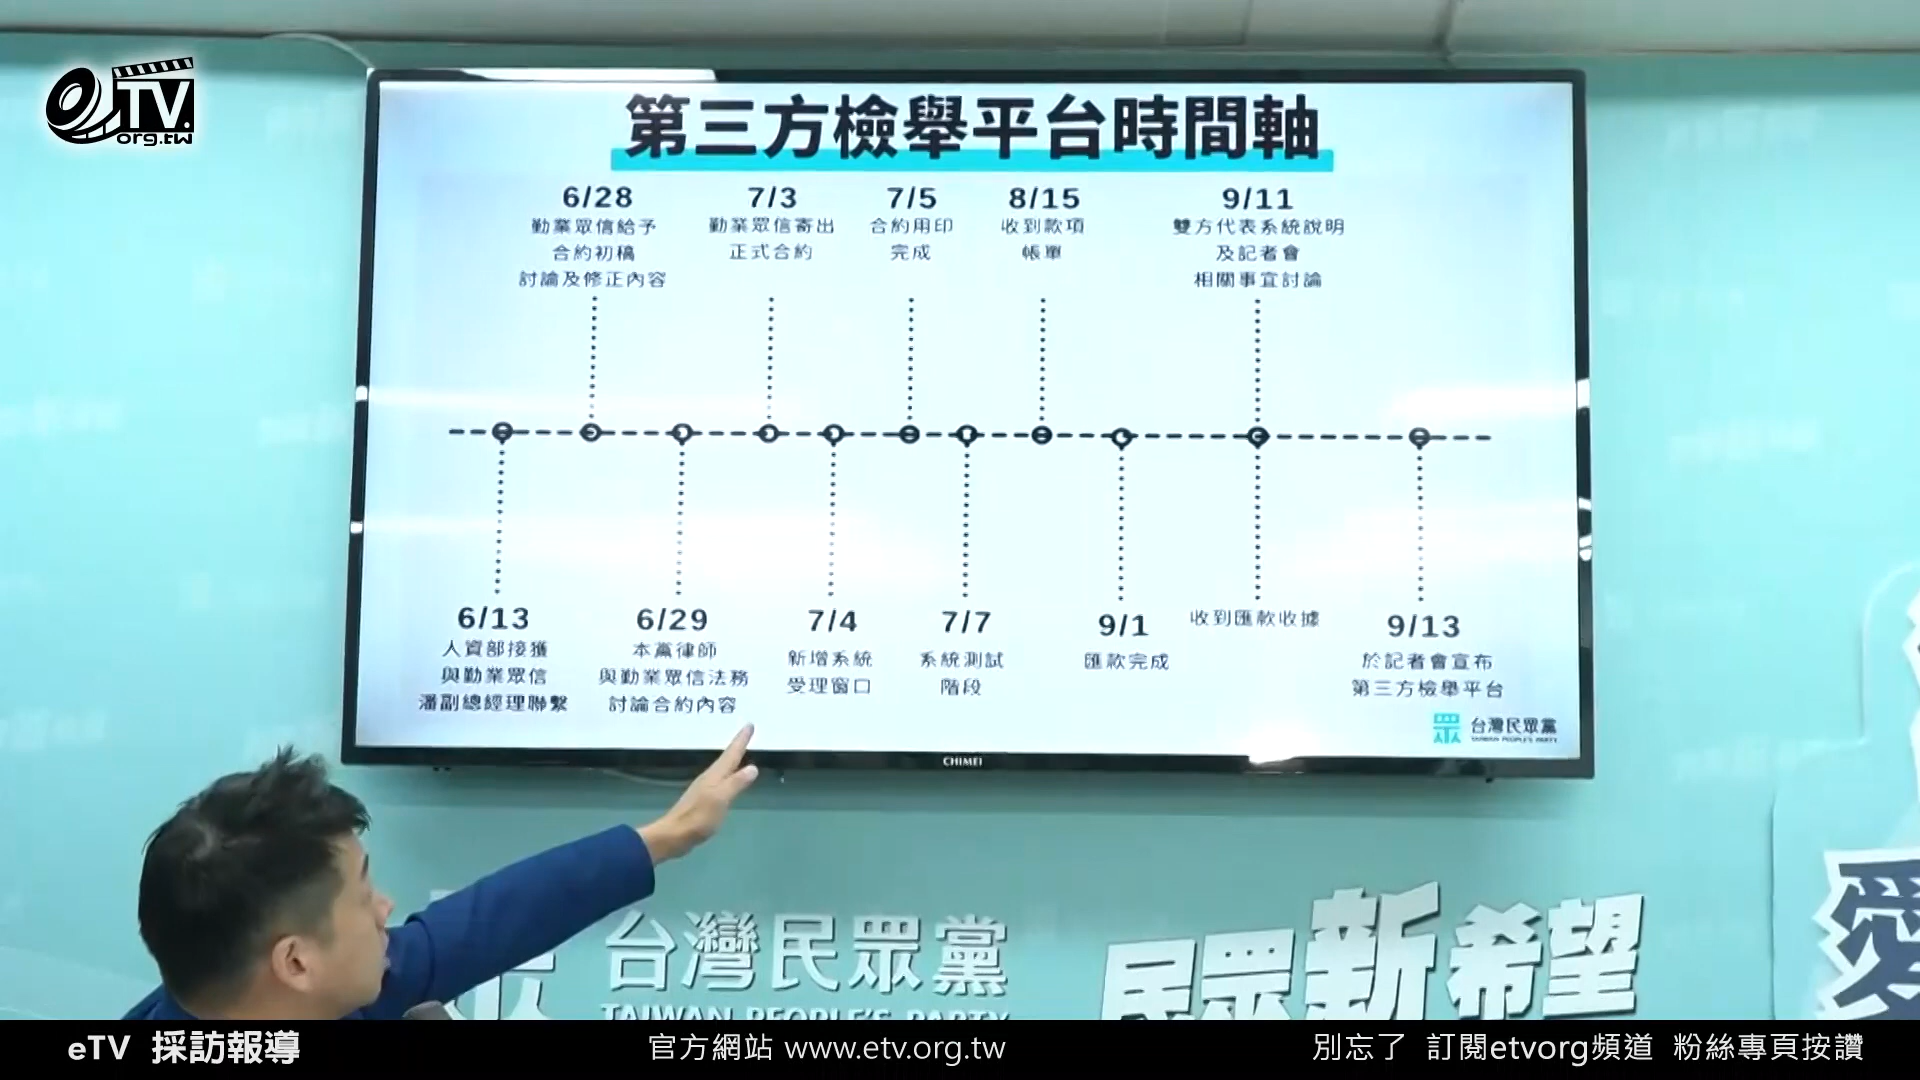 eTV.
org.tw
第三方檢舉平台時間軸
6/28
勤業眾信給予
合約初稿
討論及修正內容
7/3
勤業眾信寄出
正式合約
7/5
合約用印
完成
8/15
收到款項
帳單
9/11
雙方代表系統說明
及記者會
相關事宜討論
6/13
人資部接獲
與勤業眾信
潘副總經理聯繫
6/29
本黨律師
與勤業眾信法務
討論合約內容
7/4
新增系統
受理窗口
7/7
系統測試
階段
9/1
匯款完成
收到匯款收據
9/13
於記者會宣布
第三方檢舉平台
台灣民眾黨
TAIWAN PEOPLE'S PARTY
CHIMEI
台灣民眾黨
TAIWAN PEOPLE'S PARTY
民眾新希望
愛
eTV 採訪報導
官方網站 www.etv.org.tw
別忘了 訂閱etvorg頻道 粉絲專頁按讚